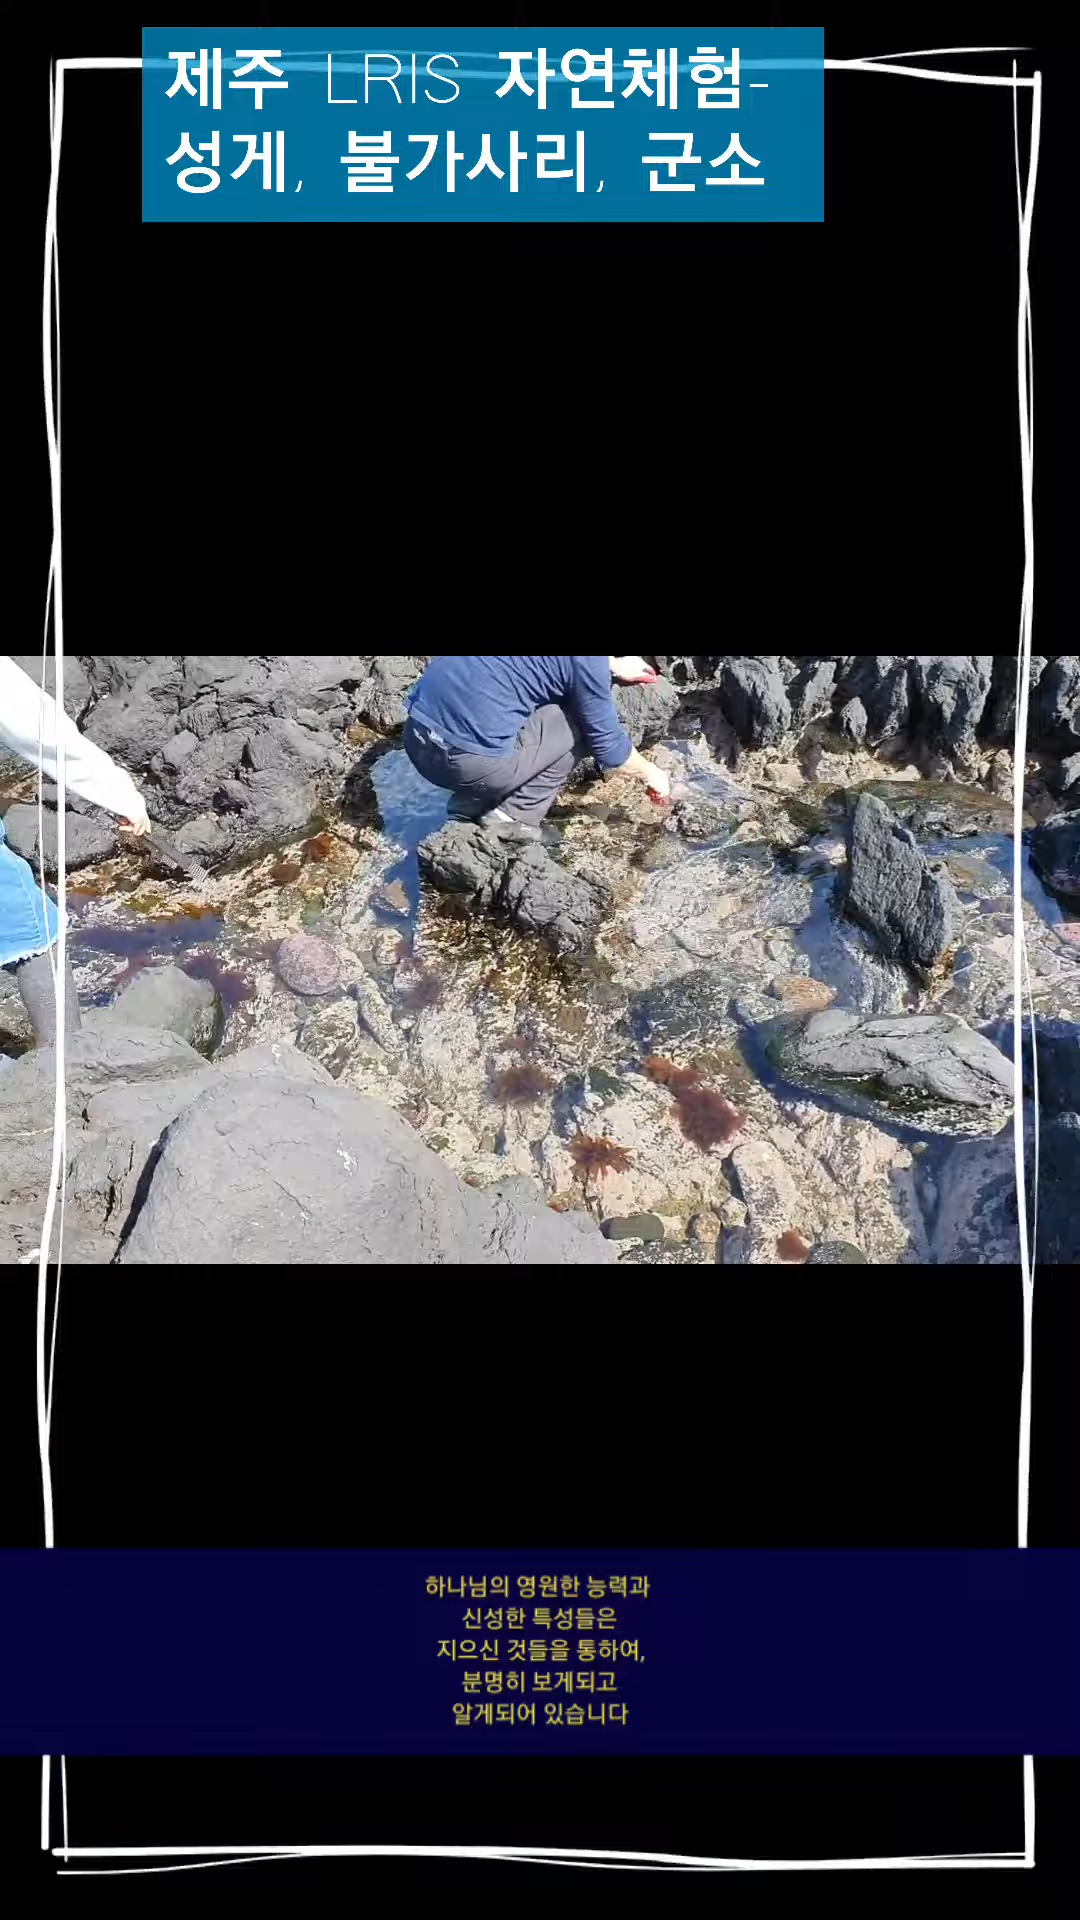 제주 LRIS 자연체험-
성게, 불가사리, 군소
하나님의 영원한 능력과
신성한 특성들은
지으신 것들을 통하여,
분명히 보게되고
알게되어 있습니다